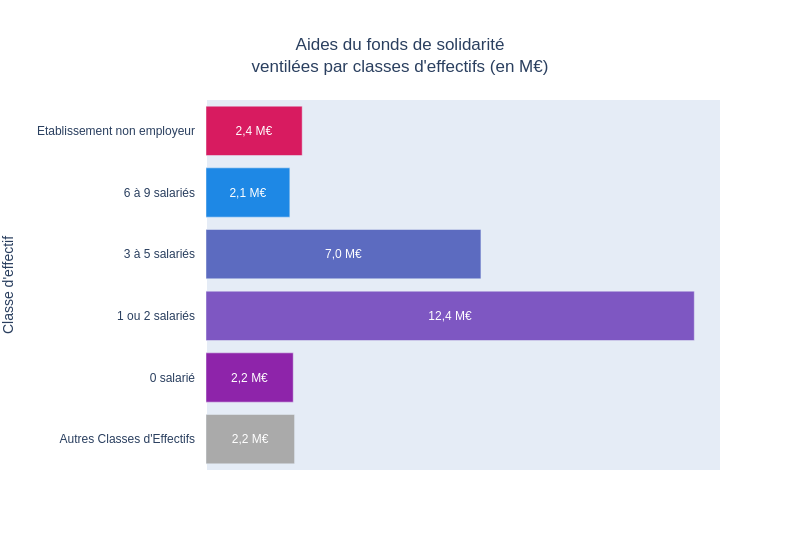 Aides du fonds de solidarité
ventilées par classes d'effectifs (en M€)
Classe d'effectif
Etablissement non employeur
2,4 M€
6 à 9 salariés
2,1 M€
3 à 5 salariés
7,0 M€
1 ou 2 salariés
12,4 M€
0 salarié
2,2 M€
Autres Classes d'Effectifs
2,2 M€